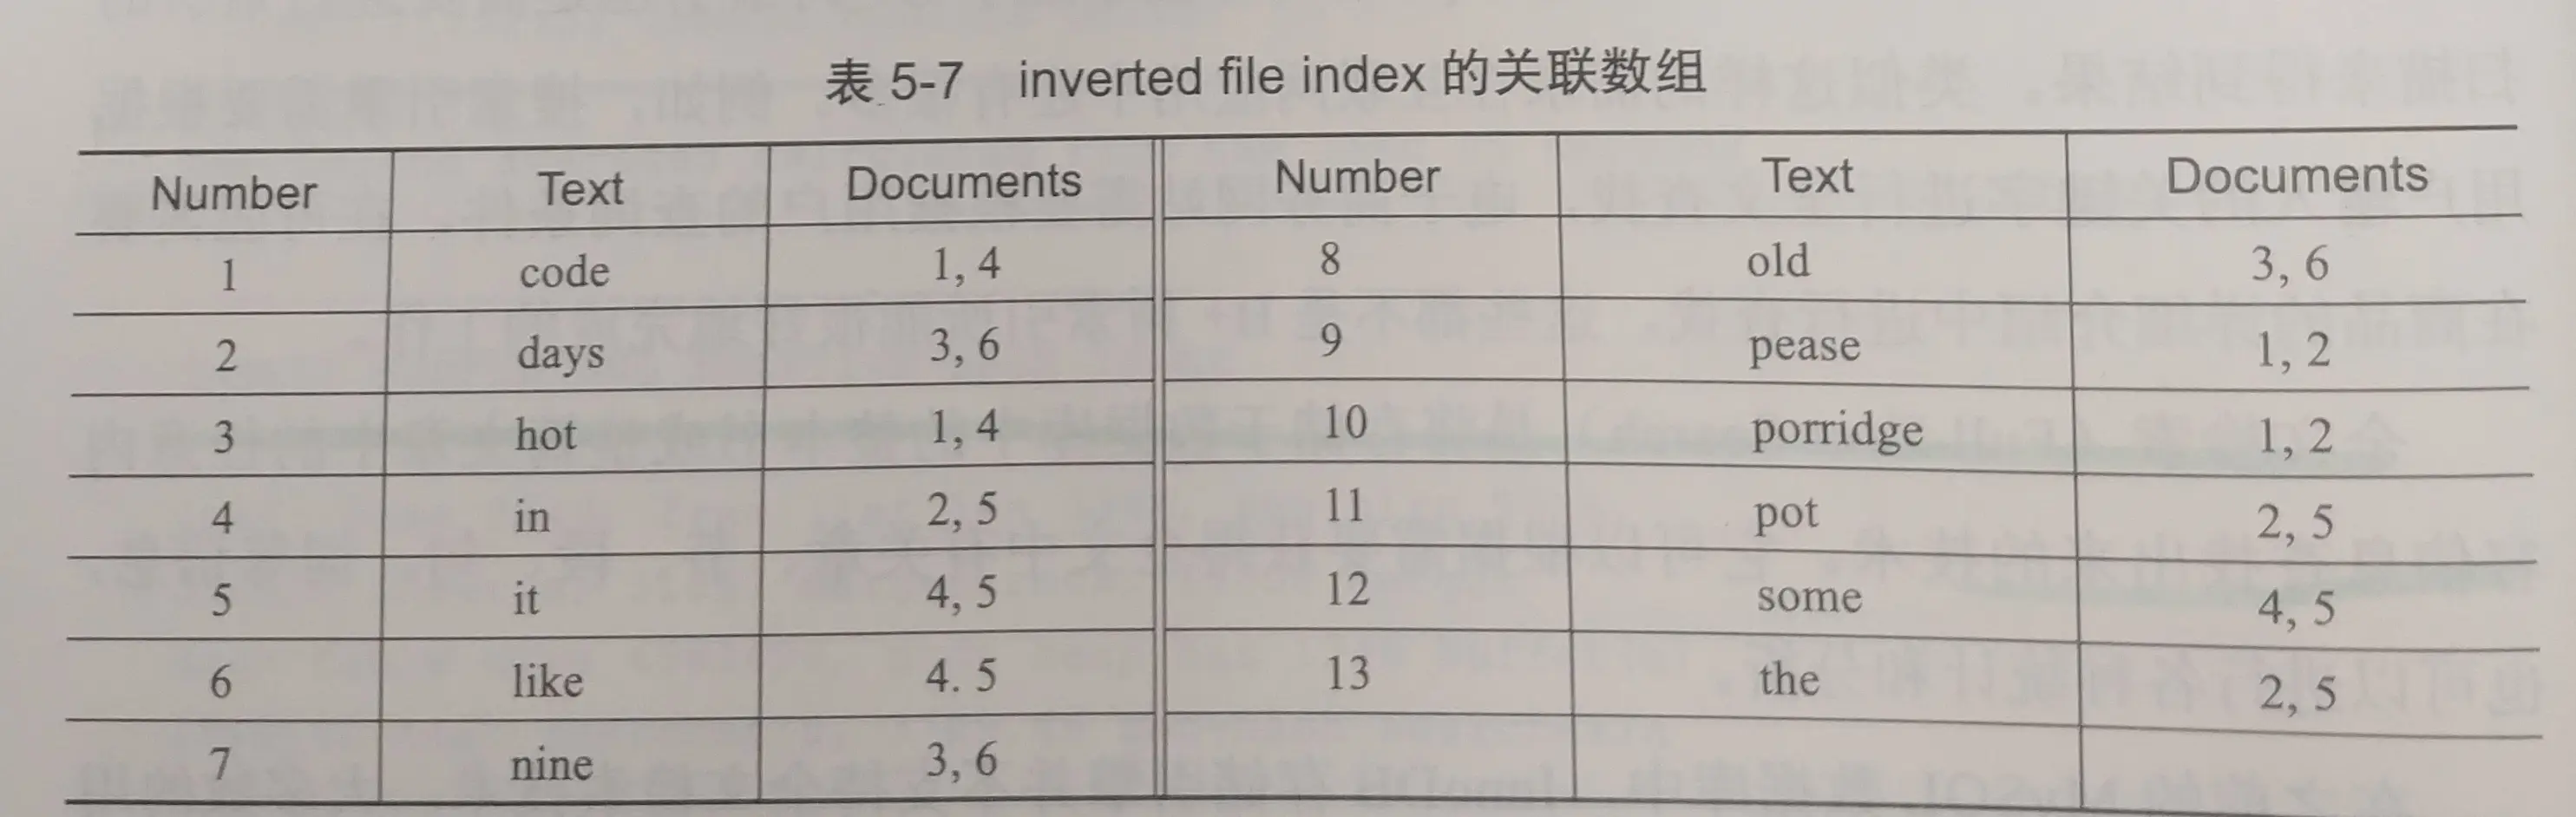 表 5-7 inverted file index 的关联数组
Number Text Documents Number Text Documents
1 code 1, 4 8 old 3, 6
2 days 3, 6 9 pease 1, 2
3 hot 1, 4 10 porridge 1, 2
4 in 2, 5 11 pot 2, 5
5 it 4, 5 12 some 4, 5
6 like 4. 5 13 the 2, 5
7 nine 3, 6